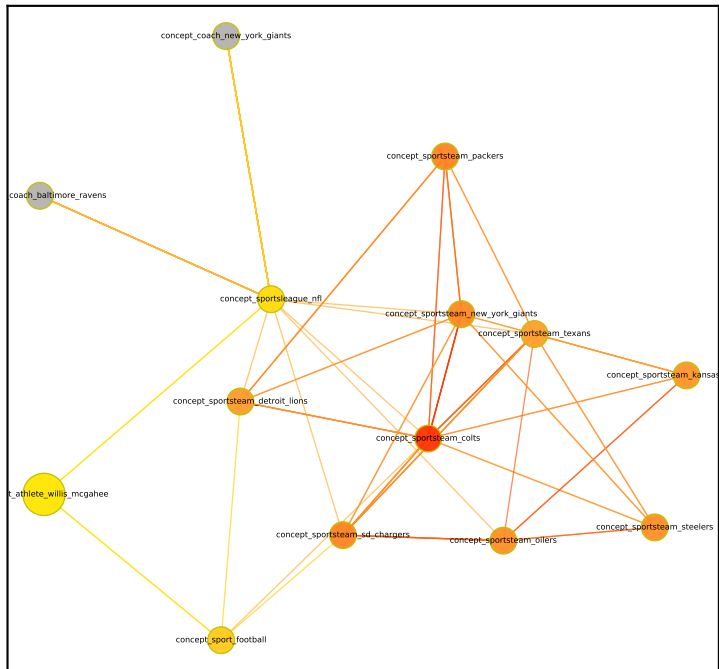 concept_coach_new_york_giants
concept_sportsteam_packers
coach_baltimore_ravens
concept_sportsleague_nfl
concept_sportsteam_new_york_giants
concept_sportsteam_texans
concept_sportsteam_kansas
concept_sportsteam_detroit_lions
concept_sportsteam_colts
t_athlete_willis_mcgahee
concept_sportsteam_steelers
concept_sportsteam_sd_chargers
concept_sportsteam_oilers
concept_sport_football